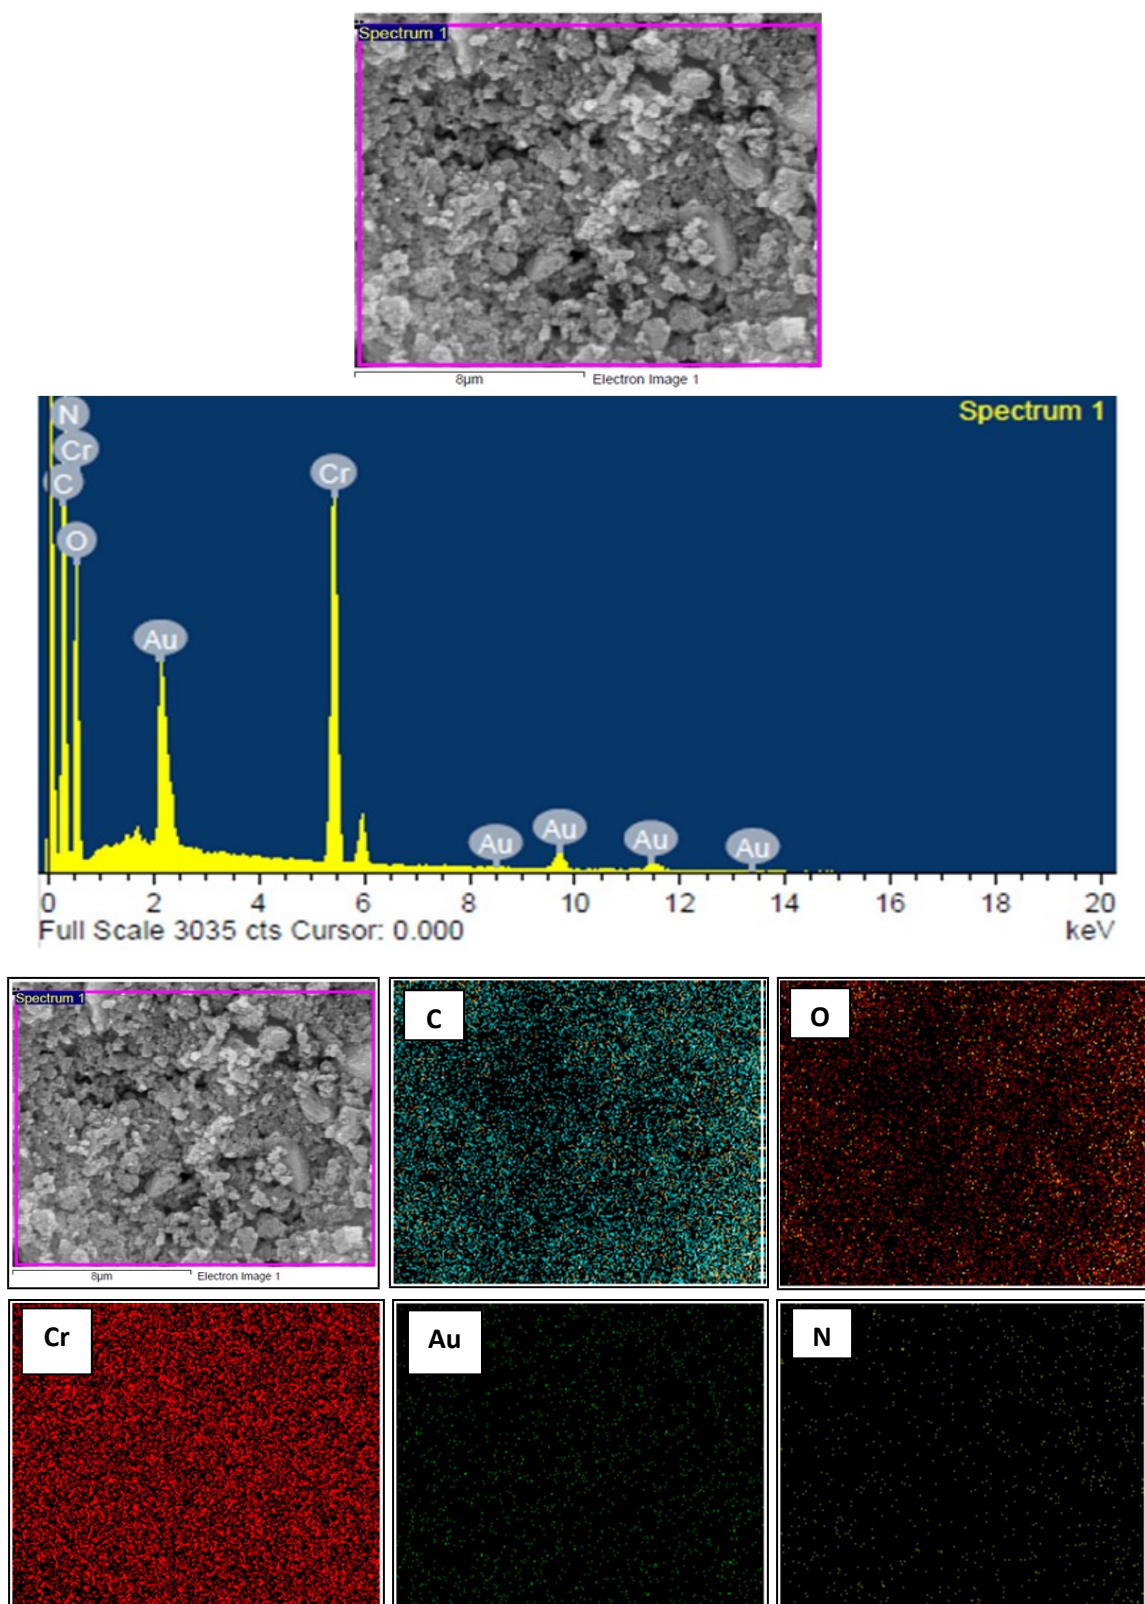 Spectrum 1
8µm Electron Image 1
Spectrum 1
N
Cr
C
O
Au
Cr
Au
Au
Au
Au
0 2 4 6 8 10 12 14 16 18 20
Full Scale 3035 cts Cursor: 0.000 keV
Spectrum 1
8µm Electron Image 1
C
O
Cr
Au
N